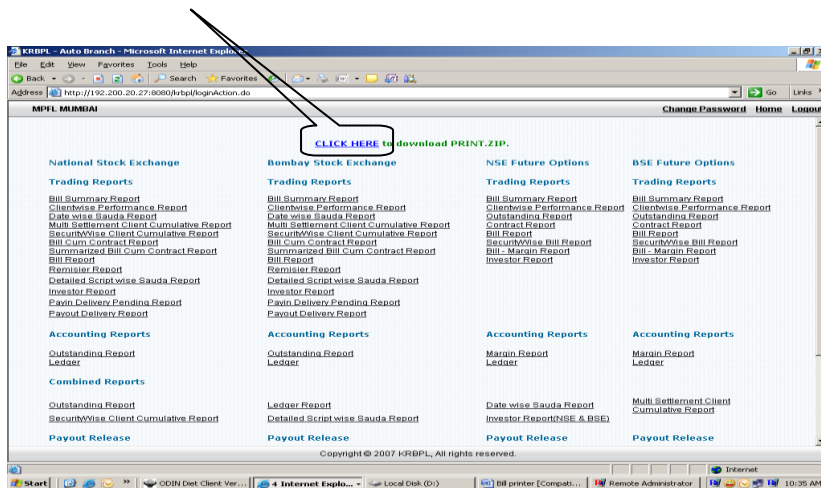 KRBPL - Auto Branch - Microsoft Internet Explorer
File Edit View Favorites Tools Help
Back Search Favorites
Address http://192.200.20.27:8080/krbpl/loginAction.do Go Links
MPFL MUMBAI Change Password Home Logout
CLICK HERE to download PRINT.ZIP.
National Stock Exchange Bombay Stock Exchange NSE Future Options BSE Future Options
Trading Reports Trading Reports Trading Reports Trading Reports
Bill Summary Report Bill Summary Report Bill Summary Report Bill Summary Report
Clientwise Performance Report Clientwise Performance Report Clientwise Performance Report Clientwise Performance Report
Date wise Sauda Report Date wise Sauda Report Outstanding Report Outstanding Report
Multi Settlement Client Cumulative Report Multi Settlement Client Cumulative Report Contract Report Contract Report
SecurityWise Client Cumulative Report SecurityWise Client Cumulative Report Bill Report Bill Report
Bill Cum Contract Report Bill Cum Contract Report SecurityWise Bill Report SecurityWise Bill Report
Summarized Bill Cum Contract Report Summarized Bill Cum Contract Report Bill - Margin Report Bill - Margin Report
Bill Report Bill Report Investor Report Investor Report
Remisier Report Remisier Report
Detailed Script wise Sauda Report Detailed Script wise Sauda Report
Investor Report Investor Report
Payin Delivery Pending Report Payin Delivery Pending Report
Payout Delivery Report Payout Delivery Report
Accounting Reports Accounting Reports Accounting Reports Accounting Reports
Outstanding Report Outstanding Report Margin Report Margin Report
Ledger Ledger Ledger Ledger
Combined Reports
Outstanding Report Ledger Report Date wise Sauda Report Multi Settlement Client
Cumulative Report
SecurityWise Client Cumulative Report Detailed Script wise Sauda Report Investor Report(NSE & BSE)
Payout Release Payout Release Payout Release Payout Release
Copyright © 2007 KRBPL, All rights reserved.
Internet
Start ODIN Diet Client Ver... 4 Internet Explo... Local Disk (D:) Bill printer [Compati... Remote Administrator 10:35 AM